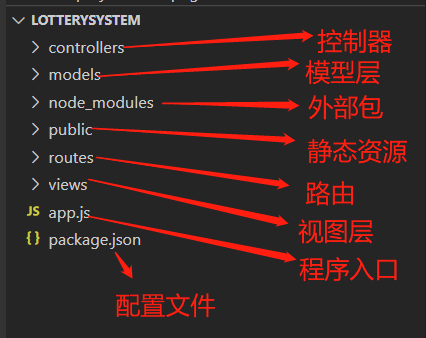 LOTTERYSYSTEM
controllers 控制器
models 模型层
node_modules 外部包
public 静态资源
routes 路由
views 视图层
JS app.js 程序入口
{ } package.json
配置文件